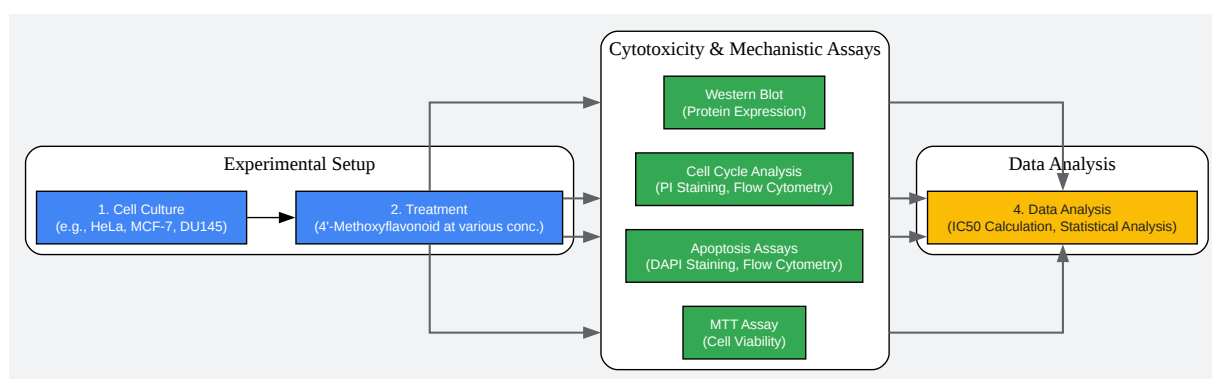 Experimental Setup
1. Cell Culture
(e.g., HeLa, MCF-7, DU145)
2. Treatment
(4'-Methoxyflavonoid at various conc.)
Cytotoxicity & Mechanistic Assays
Western Blot
(Protein Expression)
Cell Cycle Analysis
(PI Staining, Flow Cytometry)
Apoptosis Assays
(DAPI Staining, Flow Cytometry)
MTT Assay
(Cell Viability)
Data Analysis
4. Data Analysis
(IC50 Calculation, Statistical Analysis)